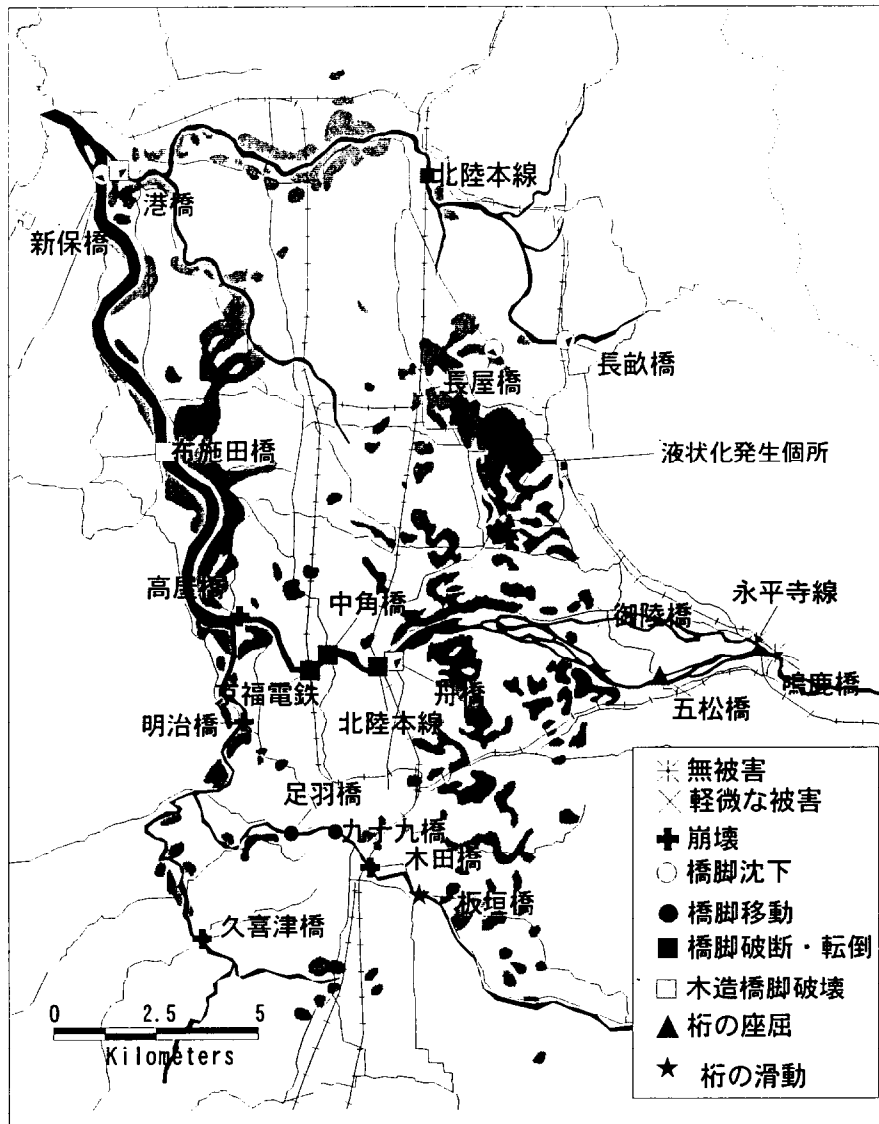 北陸本線
港橋
新保橋
長畝橋
長屋橋
布施田橋
液状化発生個所
高屋橋
中角橋
御陵橋
永平寺線
鳴鹿橋
京福電鉄
舟橋
五松橋
明治橋
北陸本線
足羽橋
九十九橋
木田橋
板垣橋
久喜津橋
0 2.5 5
Kilometers
無被害
軽微な被害
崩壊
橋脚沈下
橋脚移動
橋脚破断・転倒
木造橋脚破壊
桁の座屈
桁の滑動